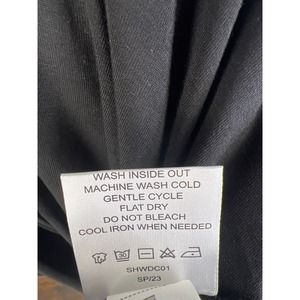 WASH INSIDE OUT
MACHINE WASH COLD
GENTLE CYCLE
FLAT DRY
DO NOT BLEACH
COOL IRON WHEN NEEDED
30
SHWDC01
SP/23